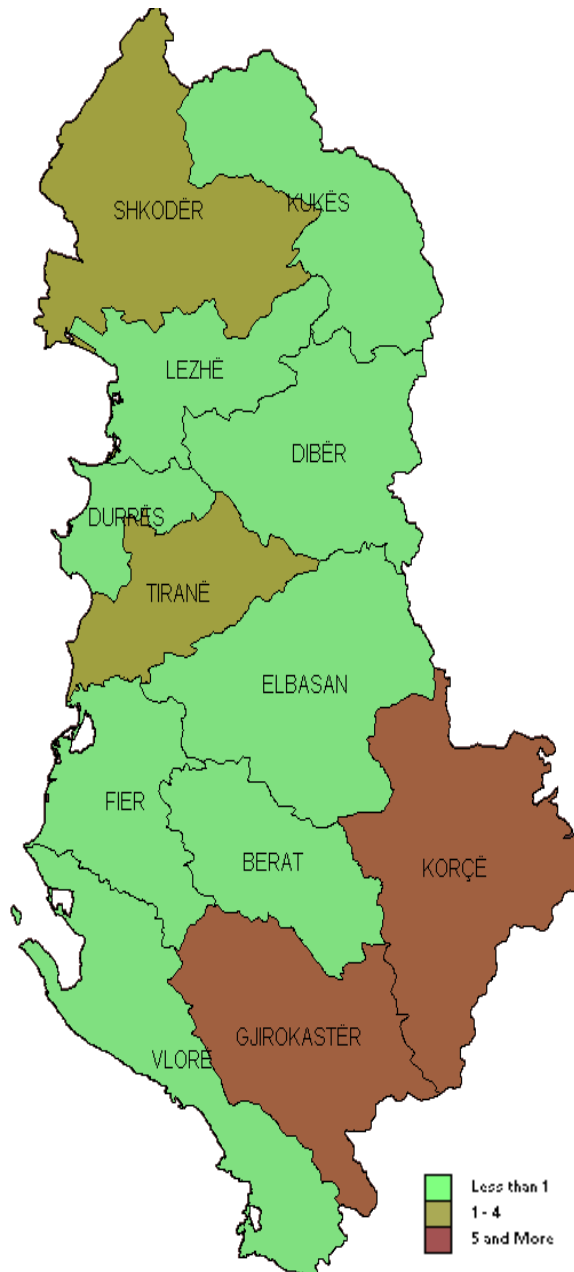 SHKODËR
KUKËS
LEZHË
DIBËR
DURRËS
TIRANË
ELBASAN
FIER
BERAT
KORÇË
GJIROKASTËR
VLORË
Less than 1
1 - 4
5 and More